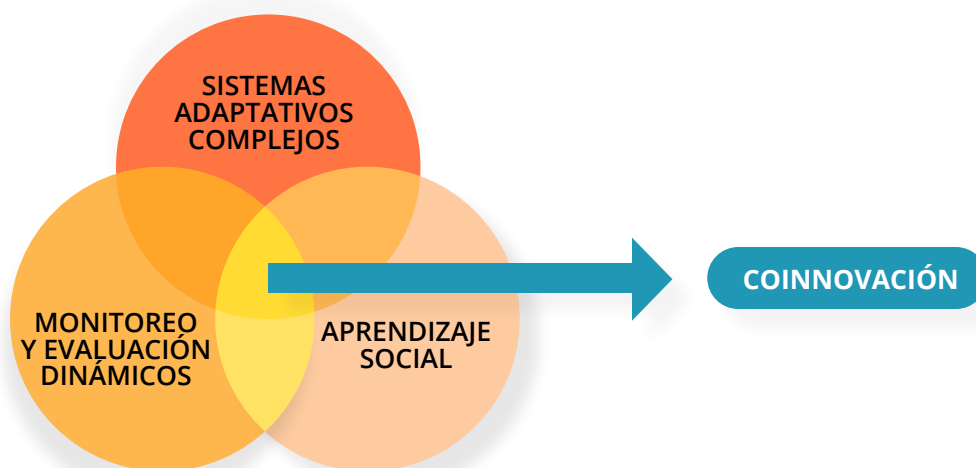 SISTEMAS
ADAPTATIVOS
COMPLEJOS
MONITOREO
Y EVALUACIÓN
DINÁMICOS
APRENDIZAJE
SOCIAL
COINNOVACIÓN